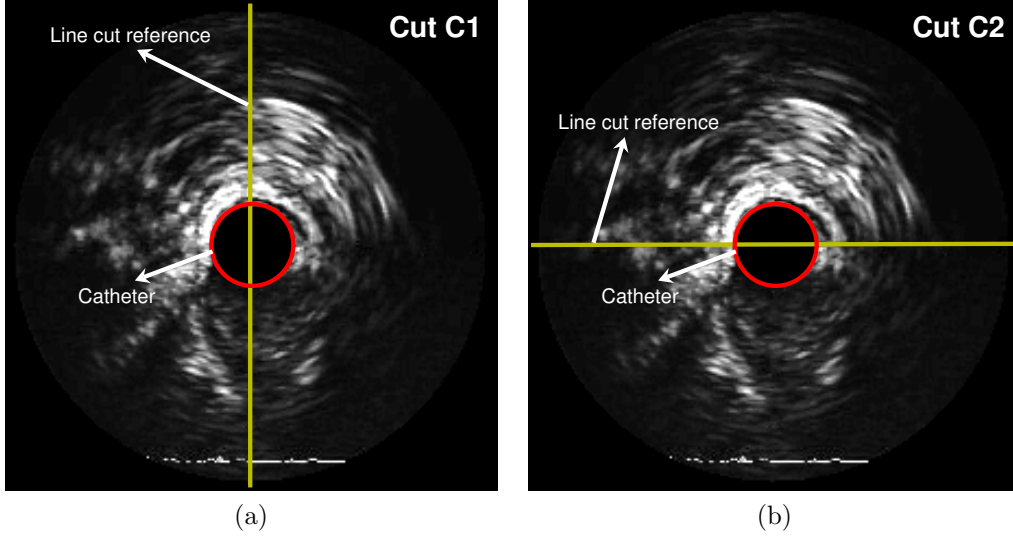 Cut C1
Line cut reference
Catheter
(a)
Cut C2
Line cut reference
Catheter
(b)